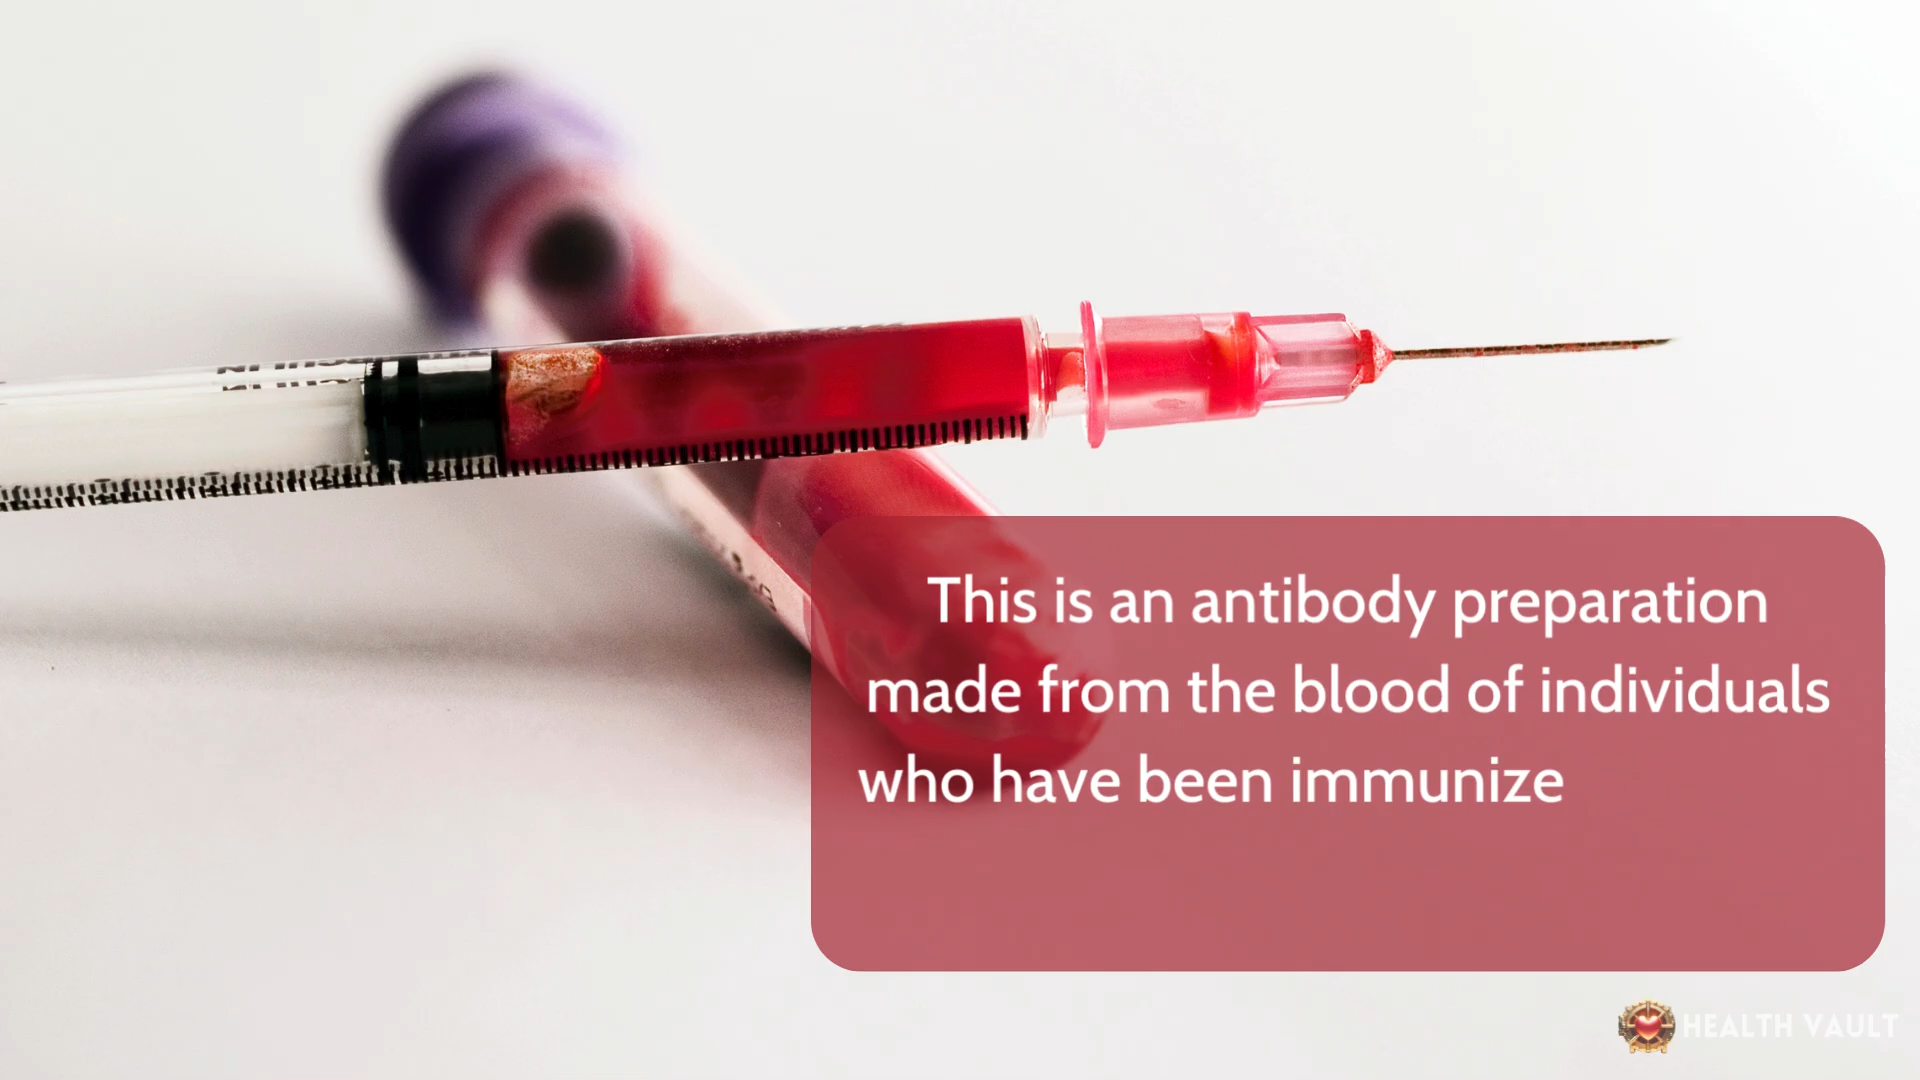 This is an antibody preparation
made from the blood of individuals
who have been immunize
HEALTH VAULT